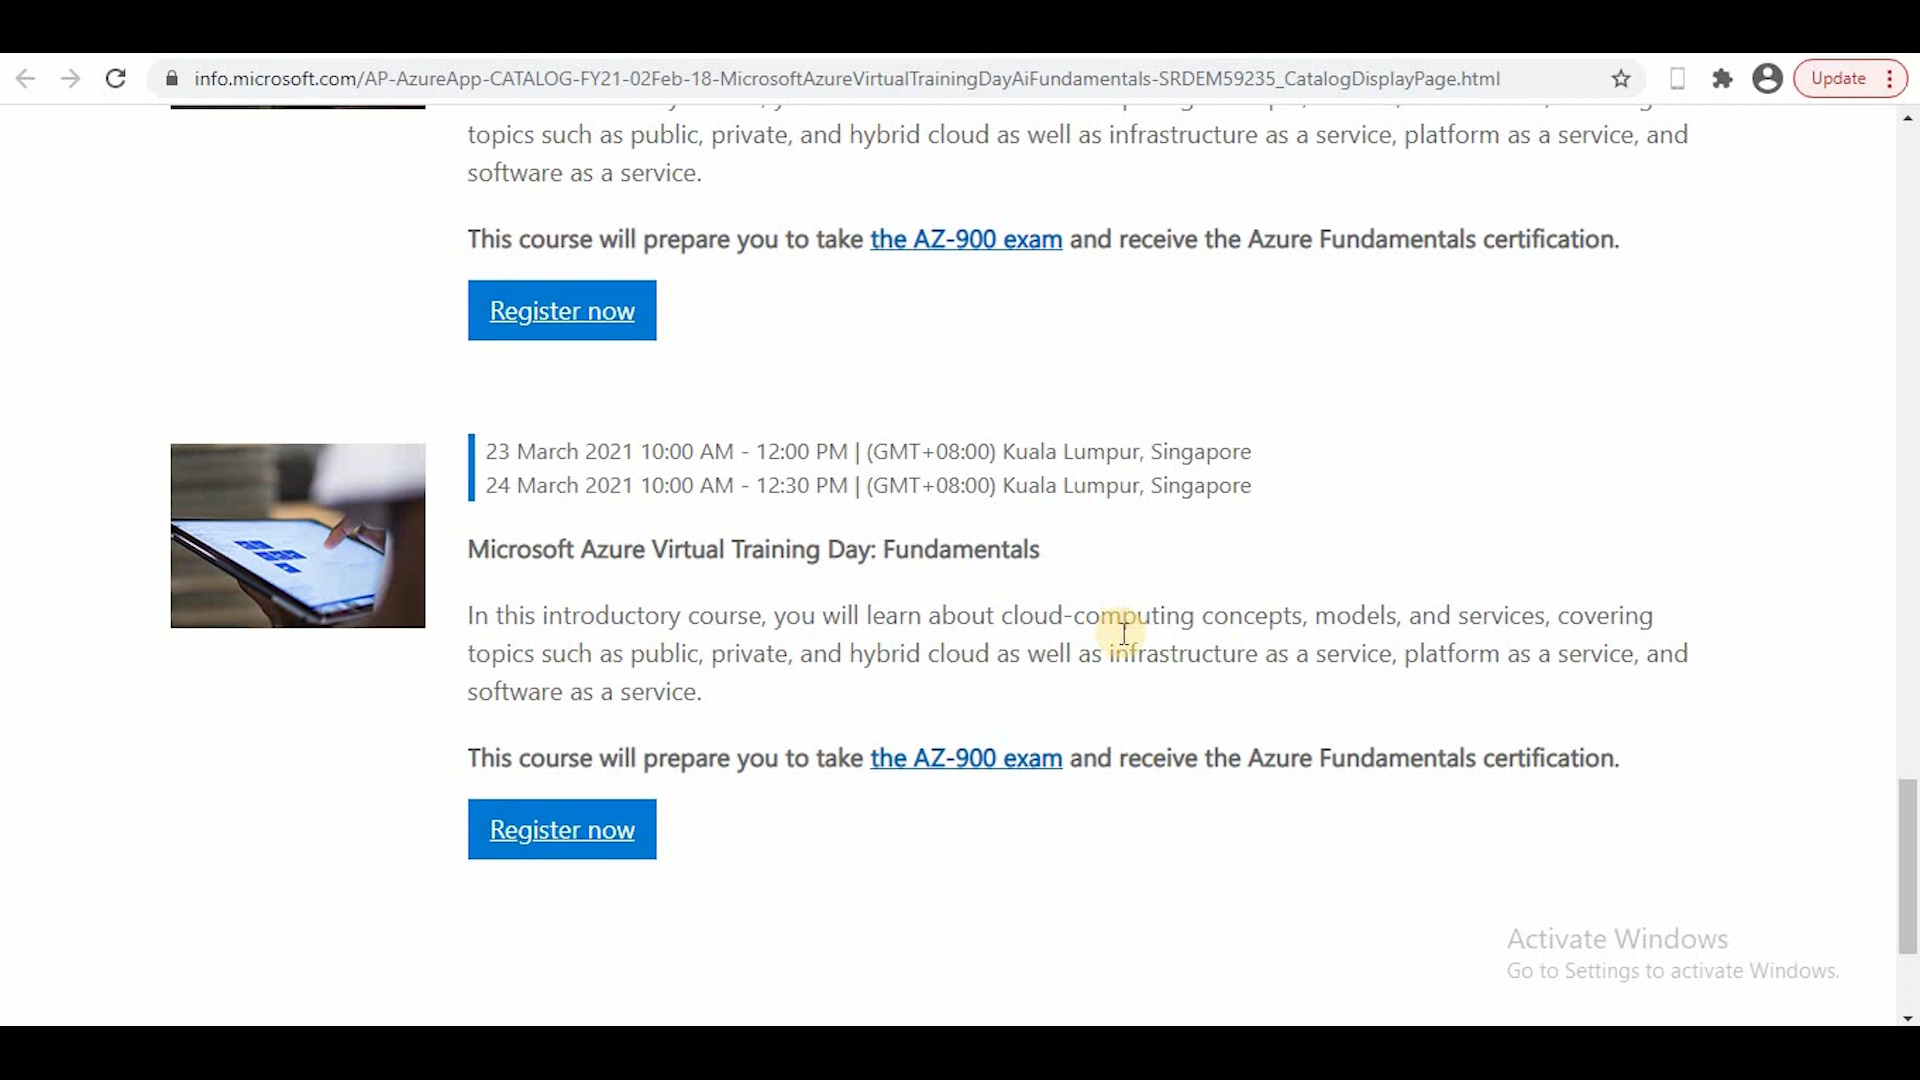 info.microsoft.com/AP-AzureApp-CATALOG-FY21-02Feb-18-MicrosoftAzureVirtualTrainingDayAiFundamentals-SRDEM59235_CatalogDisplayPage.html
Update
topics such as public, private, and hybrid cloud as well as infrastructure as a service, platform as a service, and
software as a service.
This course will prepare you to take the AZ-900 exam and receive the Azure Fundamentals certification.
Register now
23 March 2021 10:00 AM - 12:00 PM | (GMT+08:00) Kuala Lumpur, Singapore
24 March 2021 10:00 AM - 12:30 PM | (GMT+08:00) Kuala Lumpur, Singapore
Microsoft Azure Virtual Training Day: Fundamentals
In this introductory course, you will learn about cloud-computing concepts, models, and services, covering
topics such as public, private, and hybrid cloud as well as infrastructure as a service, platform as a service, and
software as a service.
This course will prepare you to take the AZ-900 exam and receive the Azure Fundamentals certification.
Register now
Activate Windows
Go to Settings to activate Windows.